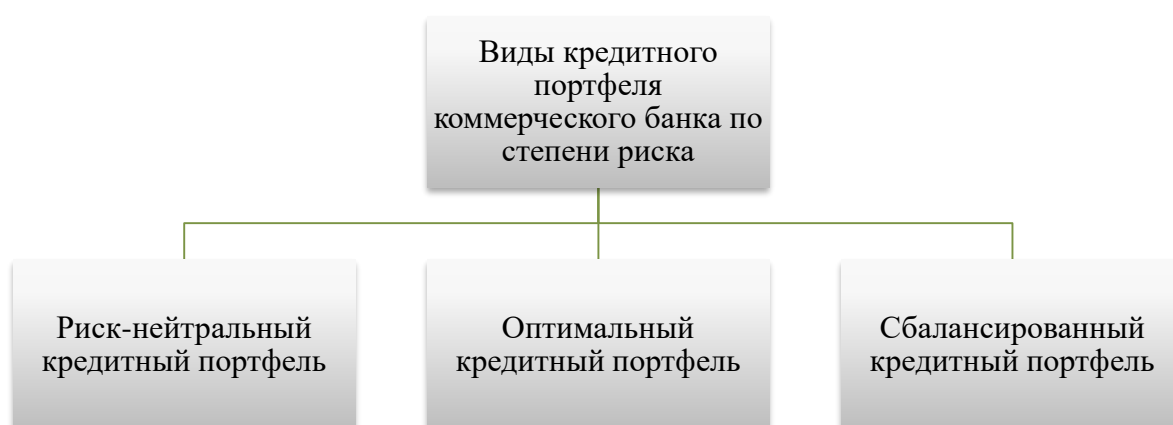 Виды кредитного
портфеля
коммерческого банка по
степени риска
Риск-нейтральный
кредитный портфель
Оптимальный
кредитный портфель
Сбалансированный
кредитный портфель